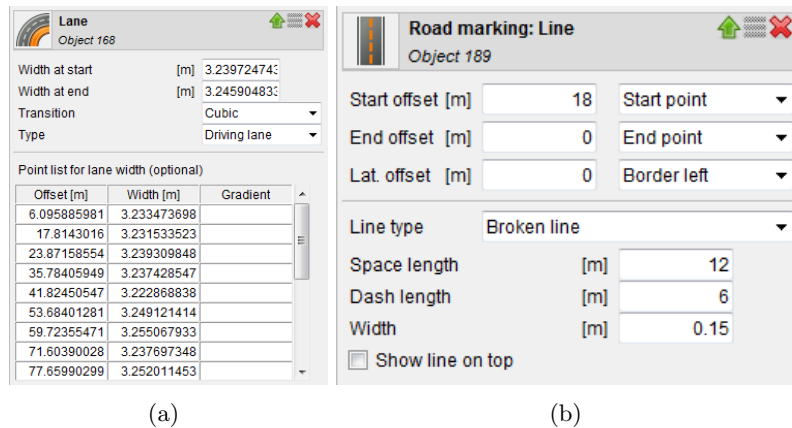 Lane
Object 168
Width at start [m] 3.239724743
Width at end [m] 3.245904833
Transition Cubic
Type Driving lane
Point list for lane width (optional)
Offset [m] Width [m] Gradient
6.095885981 3.233473698
17.8143016 3.231533523
23.87158554 3.239309848
35.78405949 3.237428547
41.82450547 3.222868838
53.68401281 3.249121414
59.72355471 3.255067933
71.60390028 3.237697348
77.65990299 3.252011453
(a)
Road marking: Line
Object 189
Start offset [m] 18 Start point
End offset [m] 0 End point
Lat. offset [m] 0 Border left
Line type Broken line
Space length [m] 12
Dash length [m] 6
Width [m] 0.15
Show line on top
(b)